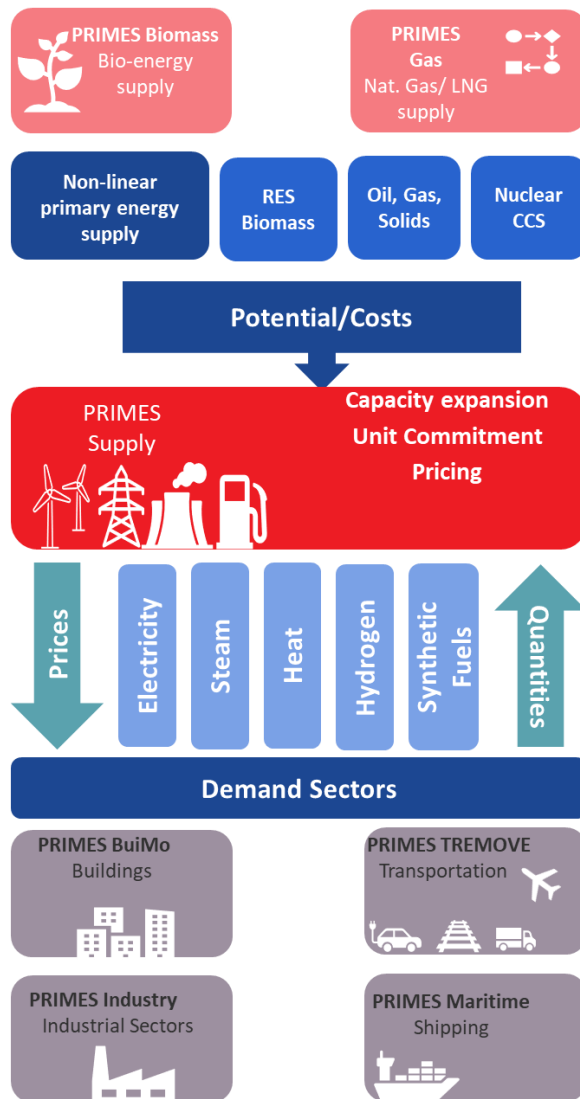 PRIMES Biomass
Bio-energy
supply
PRIMES
Gas
Nat. Gas/ LNG
supply
Non-linear
primary energy
supply
RES
Biomass
Oil, Gas,
Solids
Nuclear
CCS
Potential/Costs
PRIMES
Supply
Capacity expansion
Unit Commitment
Pricing
Prices
Electricity
Steam
Heat
Hydrogen
Synthetic
Fuels
Quantities
Demand Sectors
PRIMES BuiMo
Buildings
PRIMES TREMOVE
Transportation
PRIMES Industry
Industrial Sectors
PRIMES Maritime
Shipping